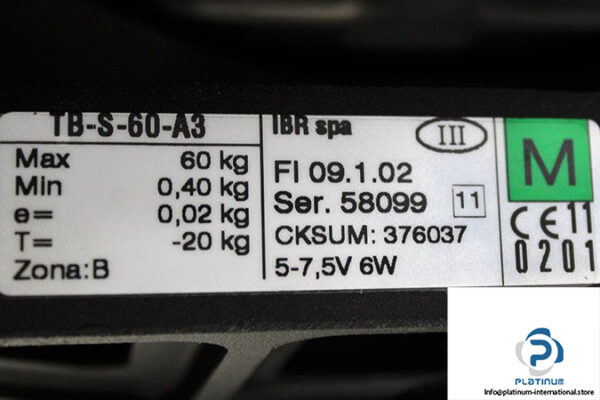 TB-S-60-A3
Max 60 kg
Min 0,40 kg
e= 0,02 kg
T= -20 kg
Zona:B
IBR spa
III
FI 09.1.02
Ser. 58099 11
CKSUM: 376037
5-7,5V 6W
M
CE 11
0201
PLATINUM
Info@platinum-international.store